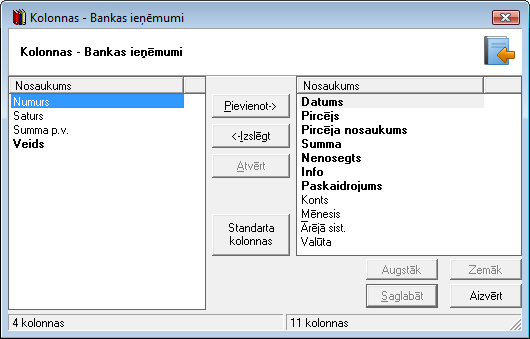 Kolonnas - Bankas ieņēmumi
Kolonnas - Bankas ieņēmumi
Nosaukums
Numurs
Saturs
Summa p.v.
Veids
Pievienot->
<-Izslēgt
Atvērt
Standarta
kolonnas
Nosaukums
Datums
Pircējs
Pircēja nosaukums
Summa
Nenosegts
Info
Paskaidrojums
Konts
Mēnesis
Ārējā sist.
Valūta
Augstāk
Zemāk
Saglabāt
Aizvērt
4 kolonnas
11 kolonnas